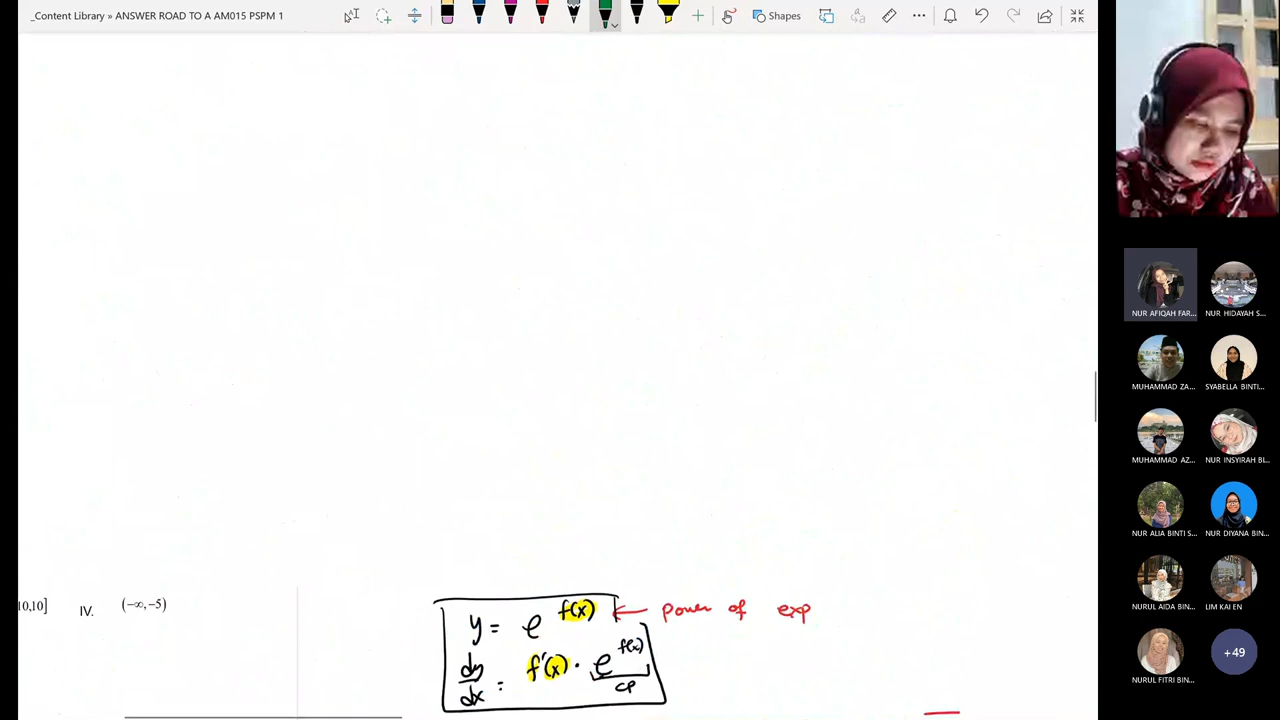 _Content Library » ANSWER ROAD TO A AM015 PSPM 1
Shapes
NUR AFIQAH FAR...
NUR HIDAYAH S...
MUHAMMAD ZA...
SYABELLA BINTI...
MUHAMMAD AZ...
NUR INSYIRAH BI...
NUR ALIA BINTI S...
NUR DIYANA BIN...
NURUL AIDA BIN...
LIM KAI EN
NURUL FITRI BIN...
+49
10,10]
IV. (−∞,−5)
y = e^f(x) ← power of exp
dy/dx = f'(x) · e^f(x)
cp